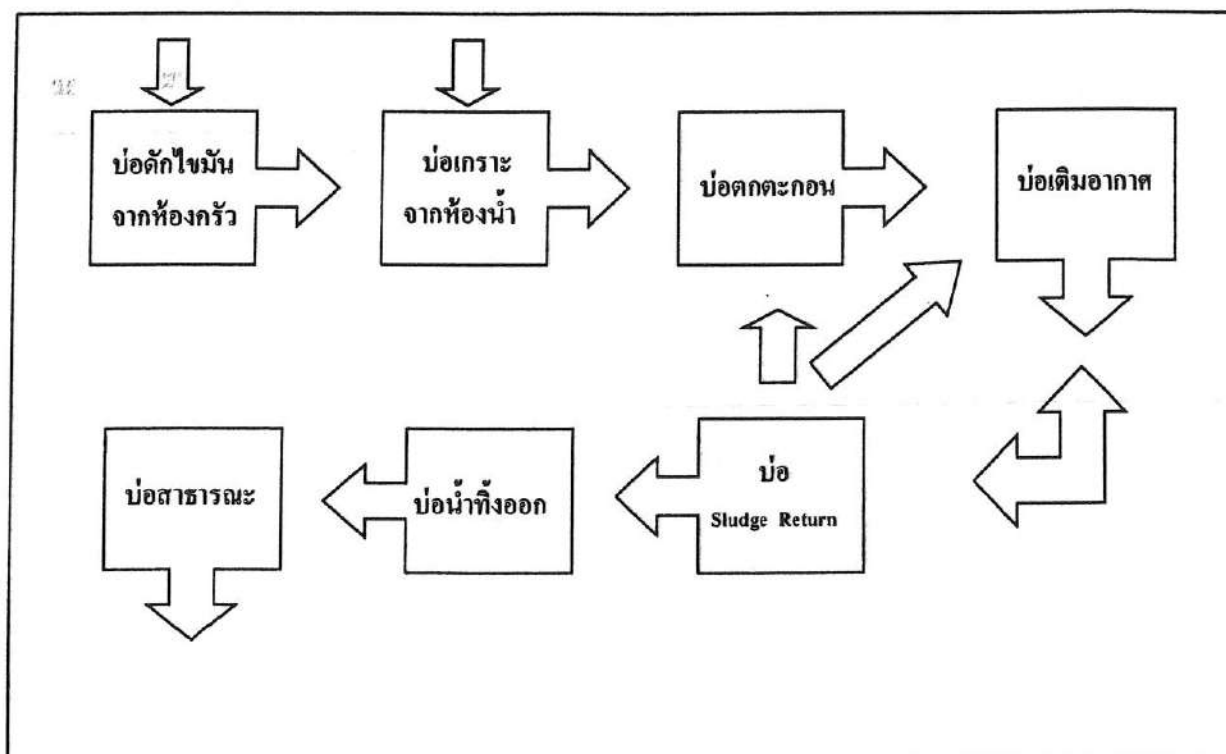 บ่อดักไขมัน
จากห้องครัว
บ่อเกราะ
จากห้องน้ำ
บ่อตกตะกอน
บ่อเติมอากาศ
บ่อสาธารณะ
บ่อน้ำทิ้งออก
บ่อ
Sludge Return